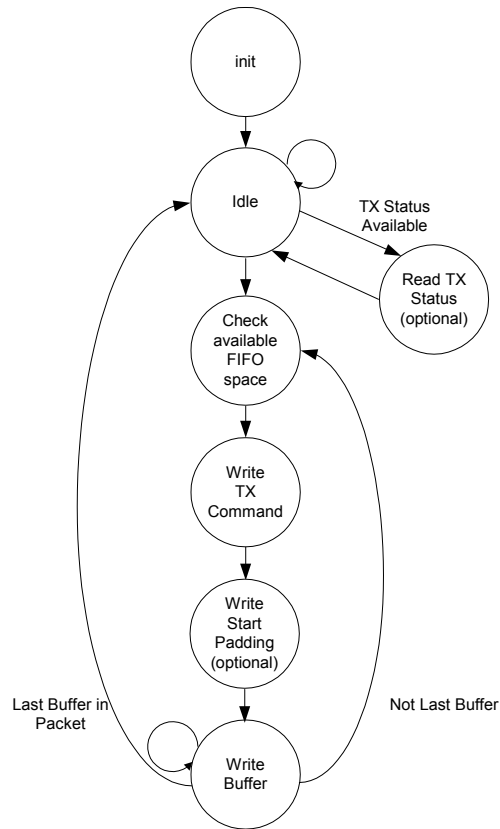 init
Idle
TX Status
Available
Read TX
Status
(optional)
Check
available
FIFO
space
Write
TX
Command
Write
Start
Padding
(optional)
Last Buffer in
Packet
Not Last Buffer
Write
Buffer